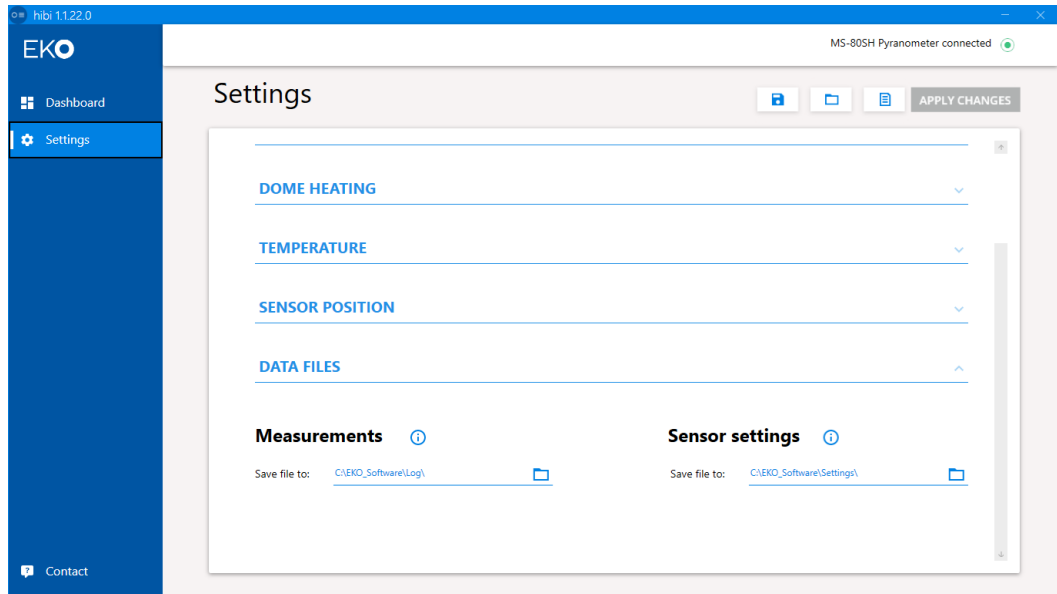 hibi 1.1.22.0
EKO
MS-80SH Pyranometer connected
Dashboard
Settings
Settings
APPLY CHANGES
DOME HEATING
TEMPERATURE
SENSOR POSITION
DATA FILES
Measurements
Sensor settings
Save file to: C:\EKO_Software\Log\
Save file to: C:\EKO_Software\Settings\
Contact